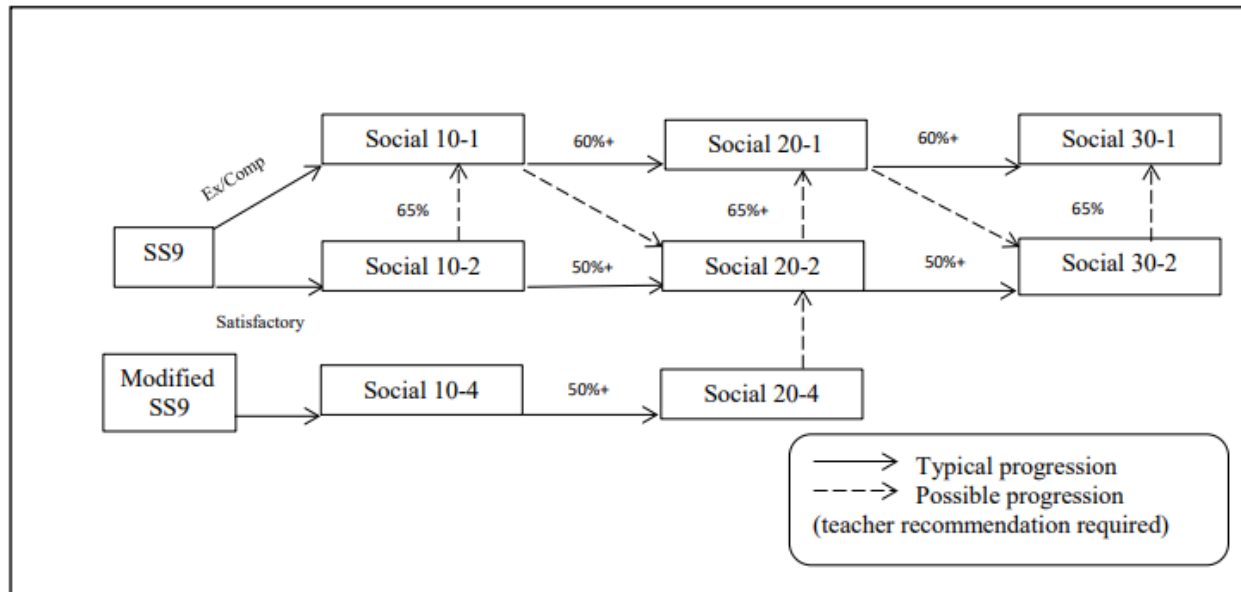 Social 10-1
60%+
Social 20-1
60%+
Social 30-1
Ex/Comp
65%
65%+
65%
SS9
Social 10-2
50%+
Social 20-2
50%+
Social 30-2
Satisfactory
Modified
SS9
Social 10-4
50%+
Social 20-4
Typical progression
Possible progression
(teacher recommendation required)